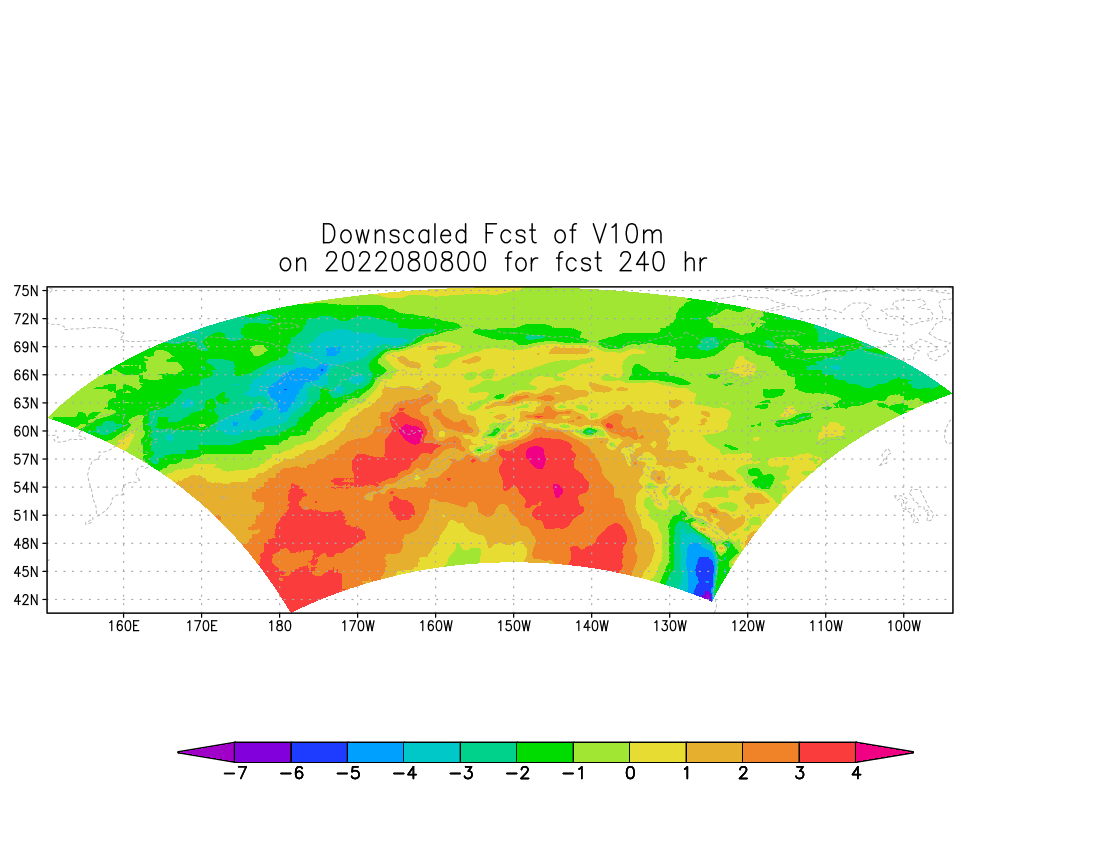 Downscaled Fcst of V10m
on 2022080800 for fcst 240 hr
75N
72N
69N
66N
63N
60N
57N
54N
51N
48N
45N
42N
160E 170E 180 170W 160W 150W 140W 130W 120W 110W 100W
−7 −6 −5 −4 −3 −2 −1 0 1 2 3 4